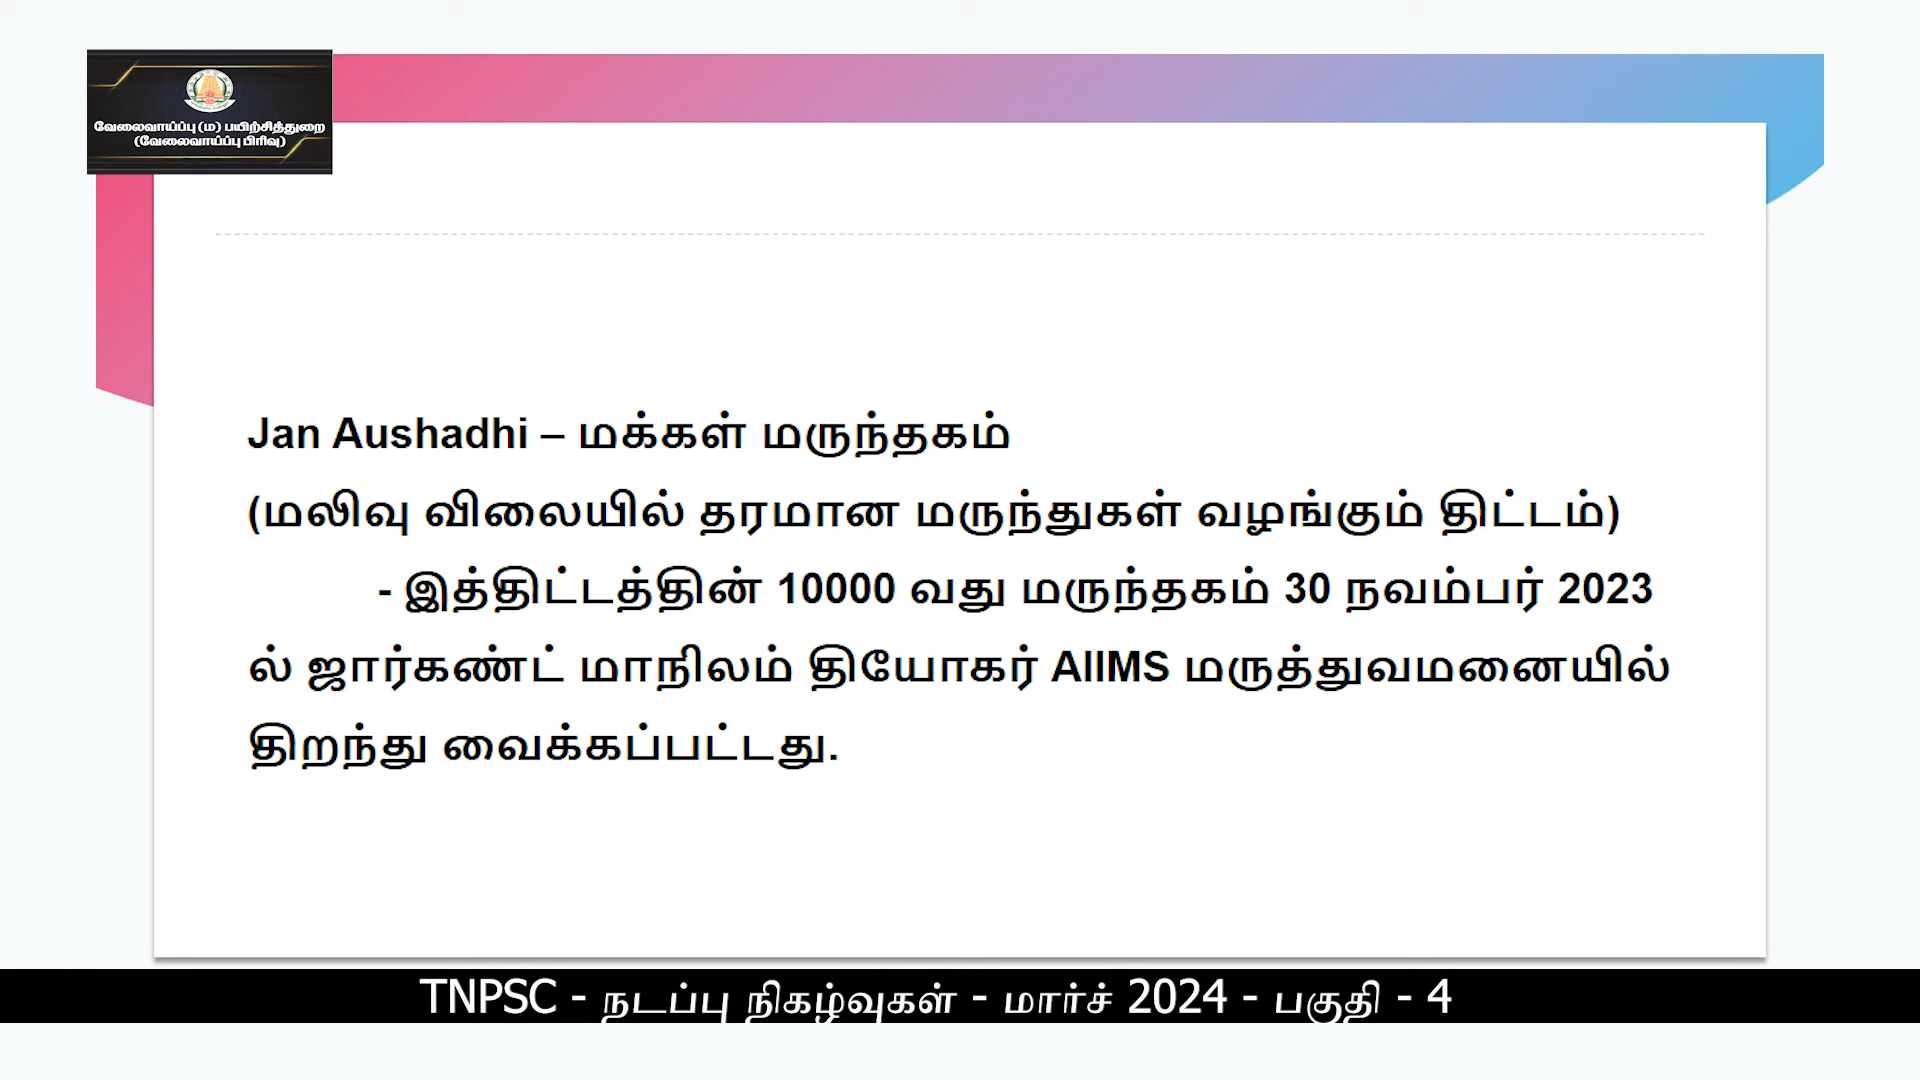 வேலைவாய்ப்பு (ம) பயிற்சித்துறை
(வேலைவாய்ப்பு பிரிவு)
Jan Aushadhi – மக்கள் மருந்தகம்
(மலிவு விலையில் தரமான மருந்துகள் வழங்கும் திட்டம்)
- இத்திட்டத்தின் 10000 வது மருந்தகம் 30 நவம்பர் 2023
ல் ஜார்கண்ட் மாநிலம் தியோகர் AIIMS மருத்துவமனையில்
திறந்து வைக்கப்பட்டது.
TNPSC - நடப்பு நிகழ்வுகள் - மார்ச் 2024 - பகுதி - 4